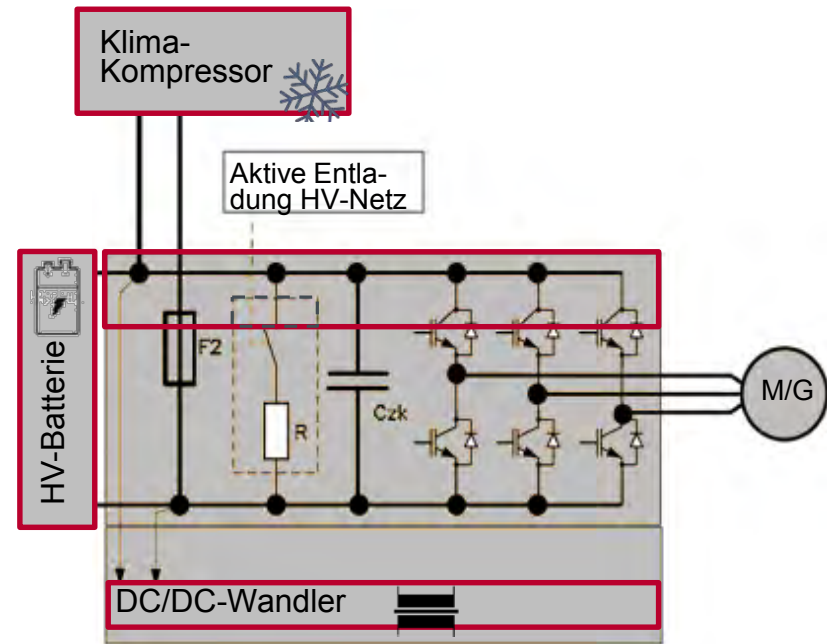 Klima-
Kompressor
Aktive Entla-
dung HV-Netz
HV-Batterie
F2
R
Czk
M/G
DC/DC-Wandler